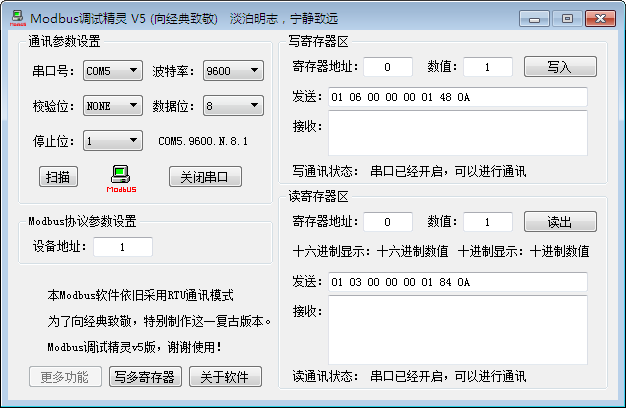 Modbus调试精灵 V5 (向经典致敬)   淡泊明志，宁静致远
通讯参数设置
串口号： COM5 波特率： 9600
校验位： NONE 数据位： 8
停止位： 1 COM5.9600.N.8.1
扫描 Modbus 关闭串口
Modbus协议参数设置
设备地址： 1
本Modbus软件依旧采用RTU通讯模式
为了向经典致敬，特别制作这一复古版本。
Modbus调试精灵v5版，谢谢使用！
更多功能 写多寄存器 关于软件
写寄存器区
寄存器地址： 0 数值： 1 写入
发送： 01 06 00 00 00 01 48 0A
接收：
写通讯状态： 串口已经开启，可以进行通讯
读寄存器区
寄存器地址： 0 数值： 1 读出
十六进制显示：十六进制数值 十进制显示：十进制数值
发送： 01 03 00 00 00 01 84 0A
接收：
读通讯状态： 串口已经开启，可以进行通讯